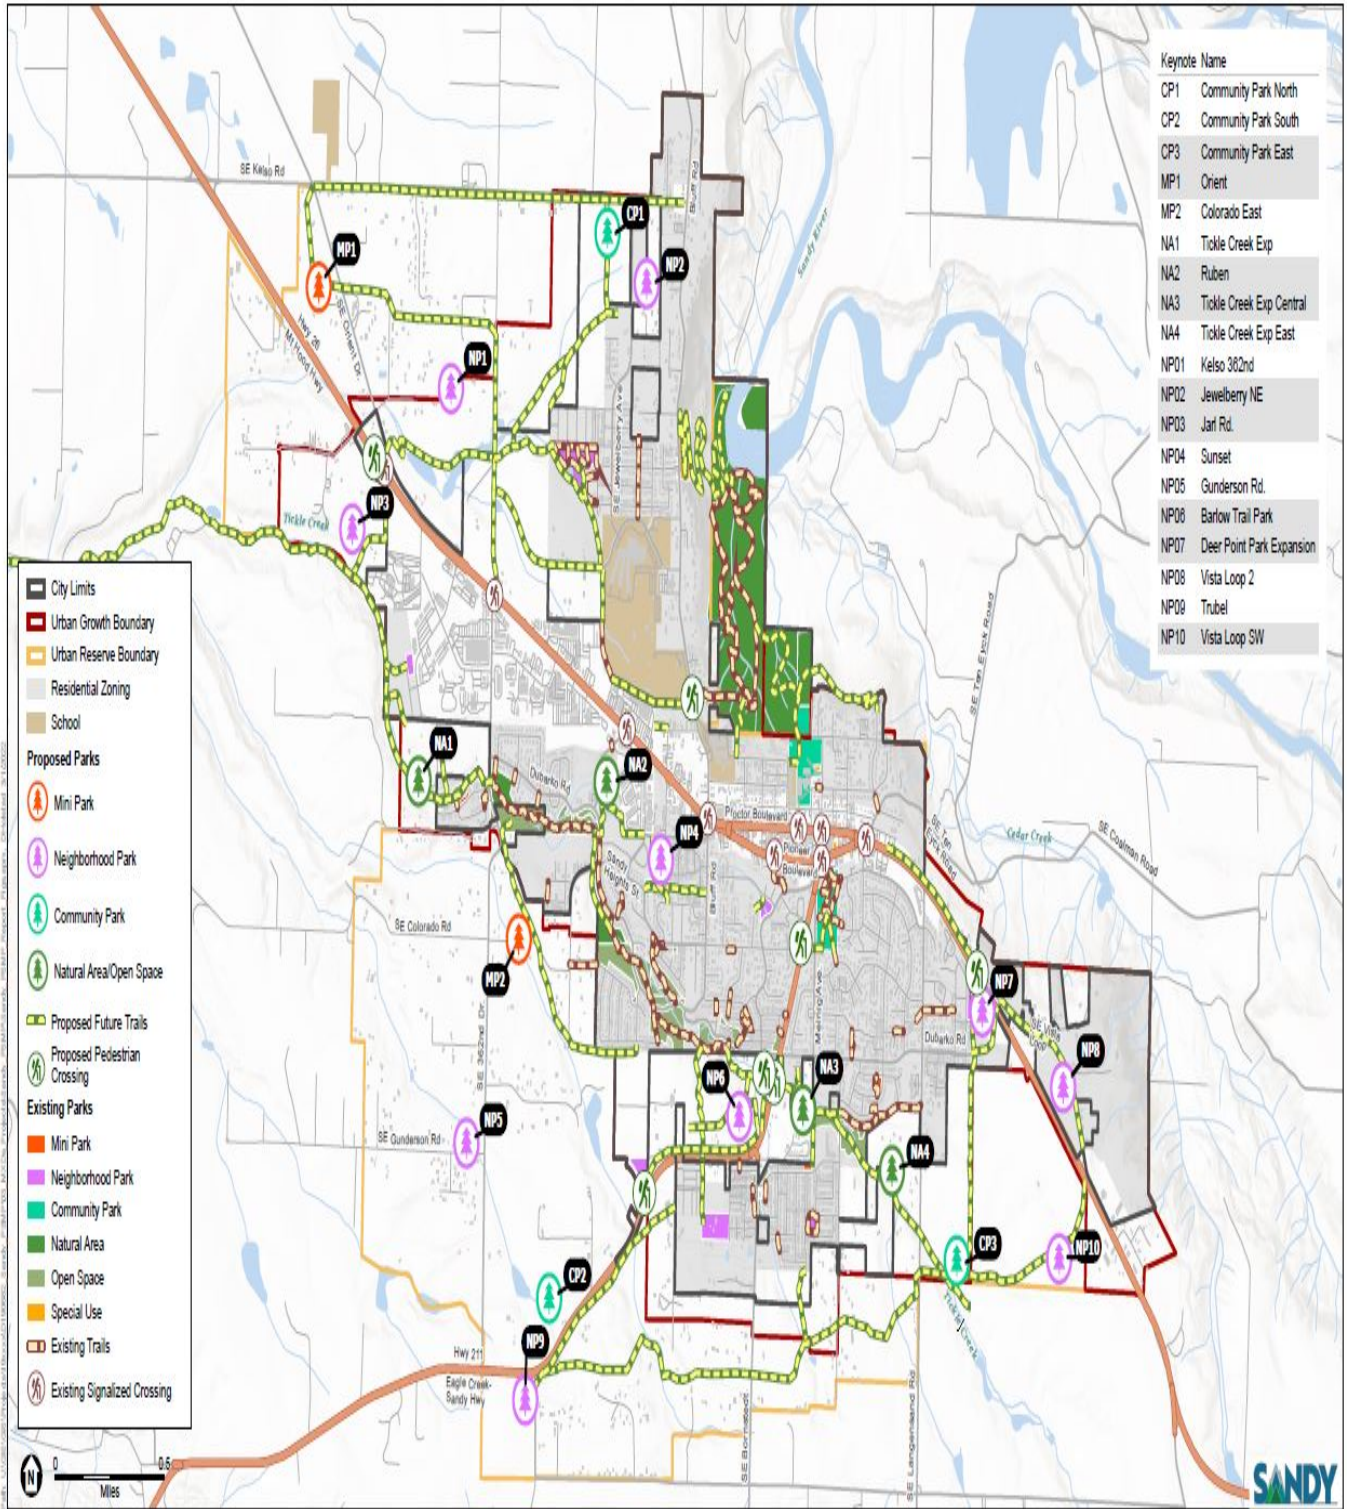 Keynote Name
CP1 Community Park North
CP2 Community Park South
CP3 Community Park East
MP1 Orient
MP2 Colorado East
NA1 Tickle Creek Exp
NA2 Ruben
NA3 Tickle Creek Exp Central
NA4 Tickle Creek Exp East
NP01 Kelso 362nd
NP02 Jewelberry NE
NP03 Jarl Rd.
NP04 Sunset
NP05 Gunderson Rd.
NP06 Barlow Trail Park
NP07 Deer Point Park Expansion
NP08 Vista Loop 2
NP09 Trubel
NP10 Vista Loop SW
SE Kelso Rd
Bluff Rd
CP1
MP1
NP2
Sandy River
SE Orient Dr.
Hwy 26
Mt Hood Hwy
NP1
SE Jewelberry Ave
NP3
Tickle Creek
City Limits
Urban Growth Boundary
Urban Reserve Boundary
Residential Zoning
School
Proposed Parks
Mini Park
Neighborhood Park
Community Park
Natural Area/Open Space
Proposed Future Trails
Proposed Pedestrian
Crossing
Existing Parks
Mini Park
Neighborhood Park
Community Park
Natural Area
Open Space
Special Use
Existing Trails
Existing Signalized Crossing
SE Ten Eyck Road
NA1
NA2
Dubarko Rd
Proctor Boulevard
Pioneer
Boulevard
SE Ten
Eyck Road
Cedar Creek
SE Coalman Road
NP4
Sandy
Heights St
Bluff Rd
SE Colorado Rd
MP2
Meinig Ave
NP7
SE Vista
Loop
Dubarko Rd
NP8
SE 362nd Dr
NP6
NA3
NP5
SE Gunderson Rd
NA4
CP3
NP10
CP2
Tickle Creek
NP9
Hwy 211
Eagle Creek-
Sandy Hwy
SE Bornstedt
SE Langensand Rd
N
0 0.5
Miles
SANDY